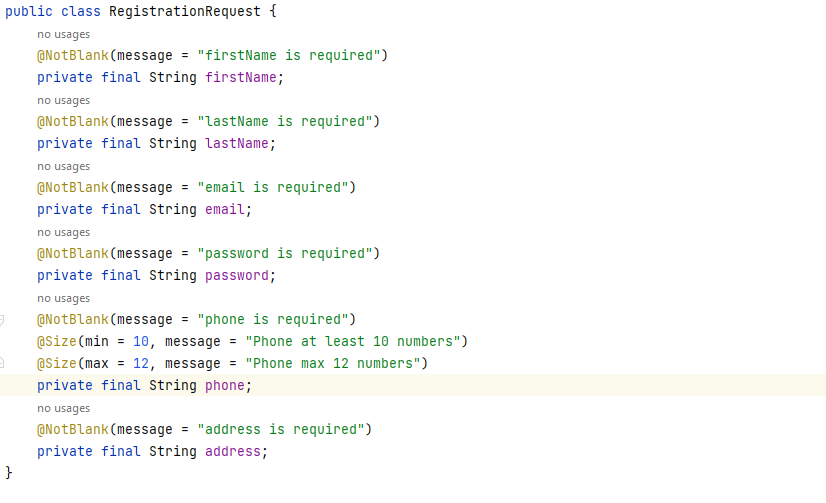 public class RegistrationRequest {
no usages
@NotBlank(message = "firstName is required")
private final String firstName;
no usages
@NotBlank(message = "lastName is required")
private final String lastName;
no usages
@NotBlank(message = "email is required")
private final String email;
no usages
@NotBlank(message = "password is required")
private final String password;
no usages
@NotBlank(message = "phone is required")
@Size(min = 10, message = "Phone at least 10 numbers")
@Size(max = 12, message = "Phone max 12 numbers")
private final String phone;
no usages
@NotBlank(message = "address is required")
private final String address;
}